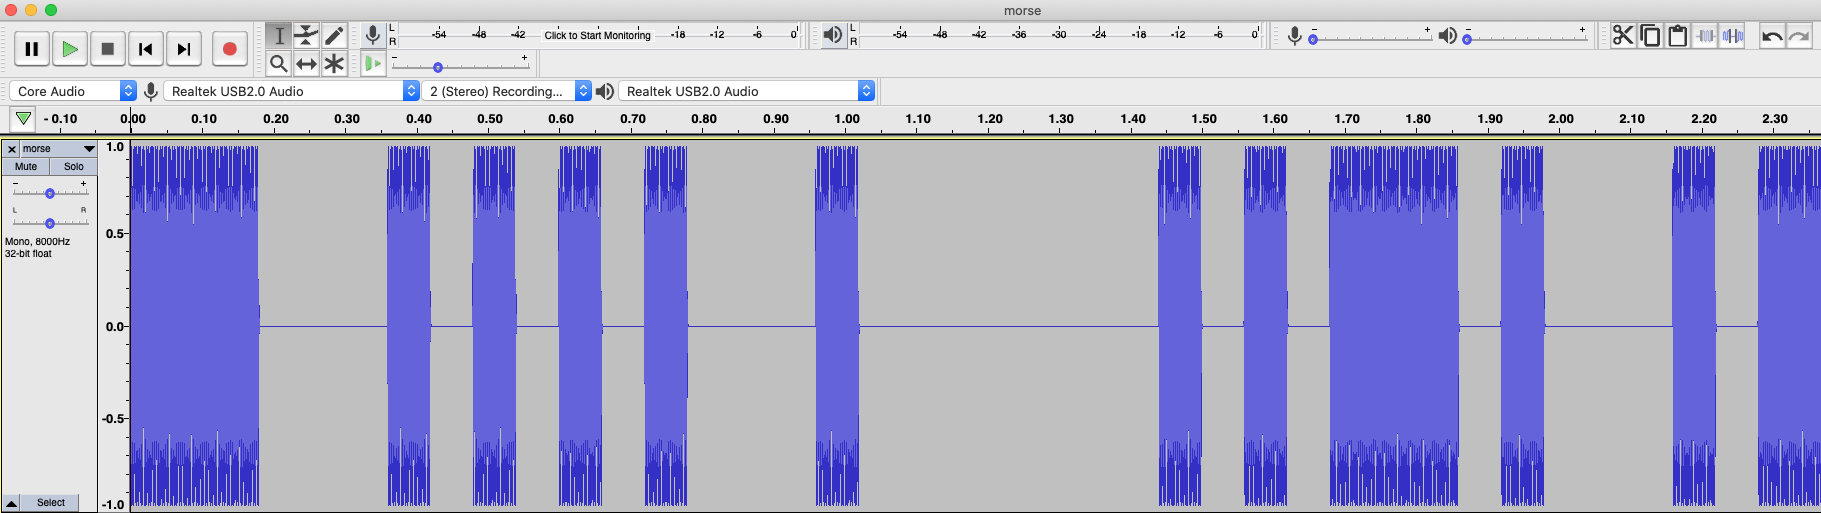 morse
L
R
-54 -48 -42 Click to Start Monitoring -18 -12 -6 0
L
R
-54 -48 -42 -36 -30 -24 -18 -12 -6 0
- +
- +
- +
Core Audio Realtek USB2.0 Audio 2 (Stereo) Recording... Realtek USB2.0 Audio
- 0.10 0.00 0.10 0.20 0.30 0.40 0.50 0.60 0.70 0.80 0.90 1.00 1.10 1.20 1.30 1.40 1.50 1.60 1.70 1.80 1.90 2.00 2.10 2.20 2.30
morse
Mute Solo
- +
L R
Mono, 8000Hz
32-bit float
Select
1.0
0.5
0.0
-0.5
-1.0